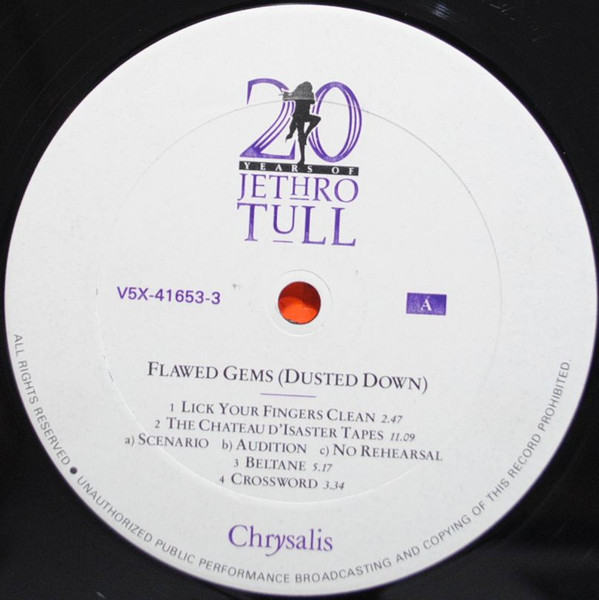 20
YEARS OF
JETHRO
TULL
V5X-41653-3
A
FLAWED GEMS (DUSTED DOWN)
1 LICK YOUR FINGERS CLEAN 2.47
2 THE CHATEAU D'ISASTER TAPES 11.09
a) SCENARIO b) AUDITION c) NO REHEARSAL
3 BELTANE 5.17
4 CROSSWORD 3.34
Chrysalis
ALL RIGHTS RESERVED • UNAUTHORIZED PUBLIC PERFORMANCE BROADCASTING AND COPYING OF THIS RECORD PROHIBITED.